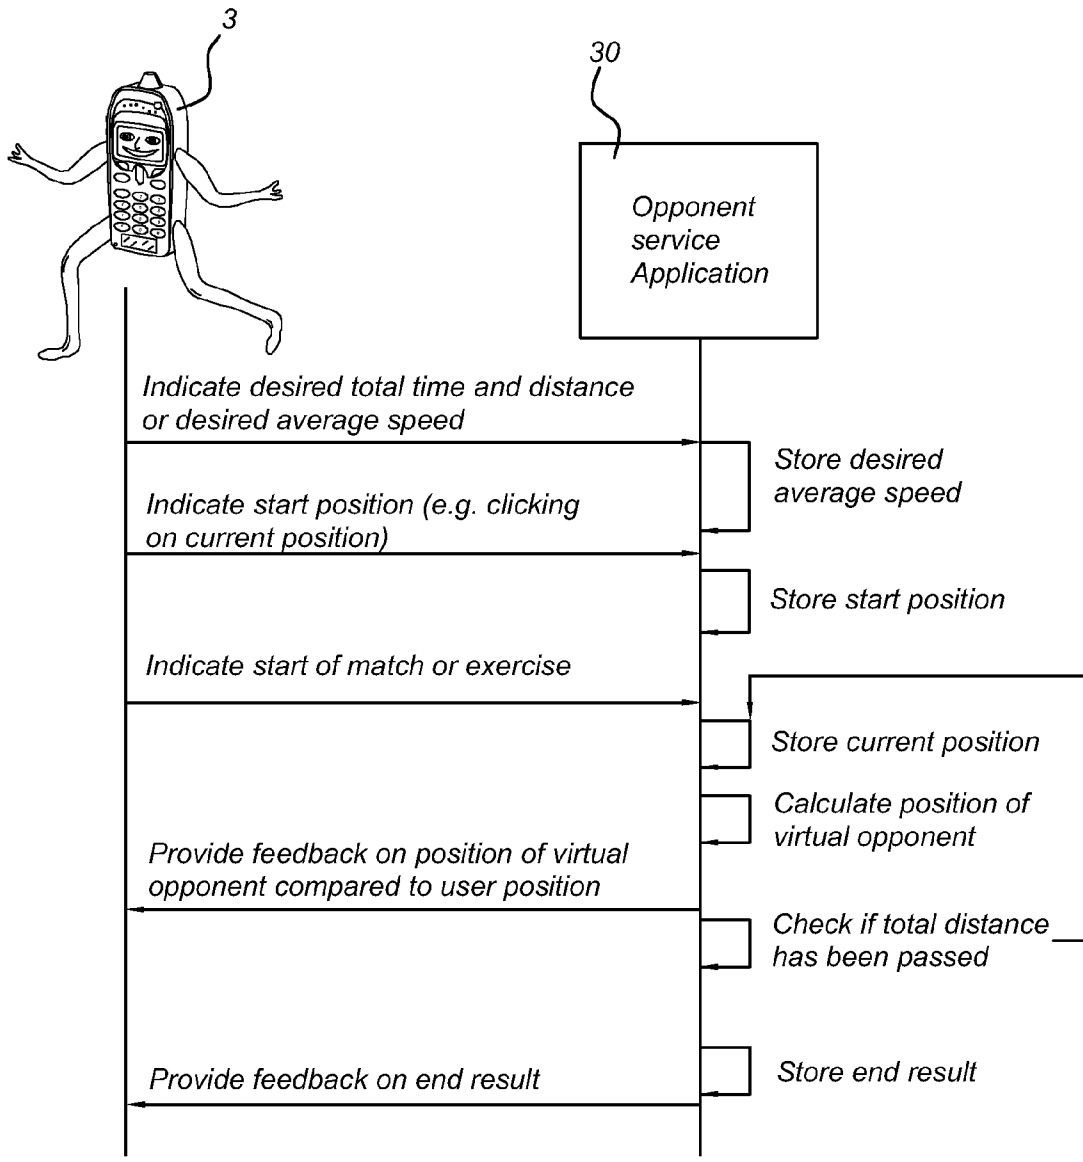 3
30
Opponent
service
Application
Indicate desired total time and distance
or desired average speed
Store desired
average speed
Indicate start position (e.g. clicking
on current position)
Store start position
Indicate start of match or exercise
Store current position
Calculate position of
virtual opponent
Provide feedback on position of virtual
opponent compared to user position
Check if total distance
has been passed
Store end result
Provide feedback on end result